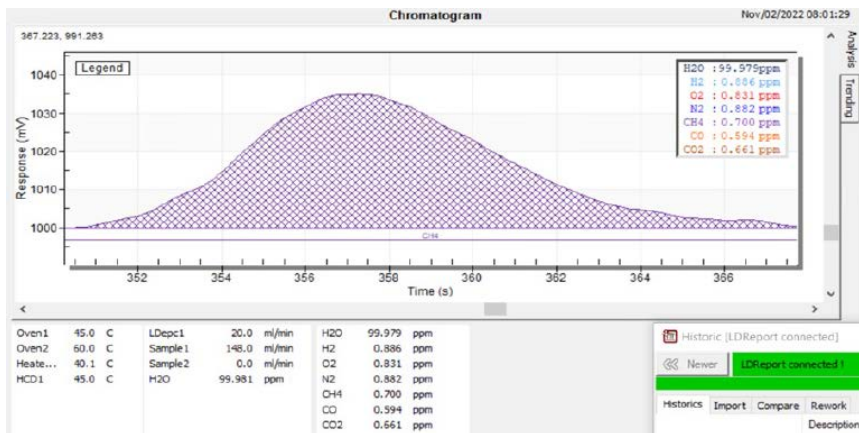 Chromatogram
Nov/02/2022 08:01:29
367.223, 991.263
Analysis
Trending
Legend
H2O :99.979ppm
H2 :0.886 ppm
O2 :0.831 ppm
N2 :0.882 ppm
CH4 :0.700 ppm
CO :0.594 ppm
CO2 :0.661 ppm
Response (mV)
1040
1030
1020
1010
1000
CH4
352 354 356 358 360 362 364 366
Time (s)
Oven1 45.0 C LDepc1 20.0 ml/min H2O 99.979 ppm
Oven2 60.0 C Sample1 148.0 ml/min H2 0.886 ppm
Heate... 40.1 C Sample2 0.0 ml/min O2 0.831 ppm
HCD1 45.0 C H2O 99.981 ppm N2 0.882 ppm
CH4 0.700 ppm
CO 0.594 ppm
CO2 0.661 ppm
Historic [LDReport connected]
Newer LDReport connected !
Historics Import Compare Rework
Description